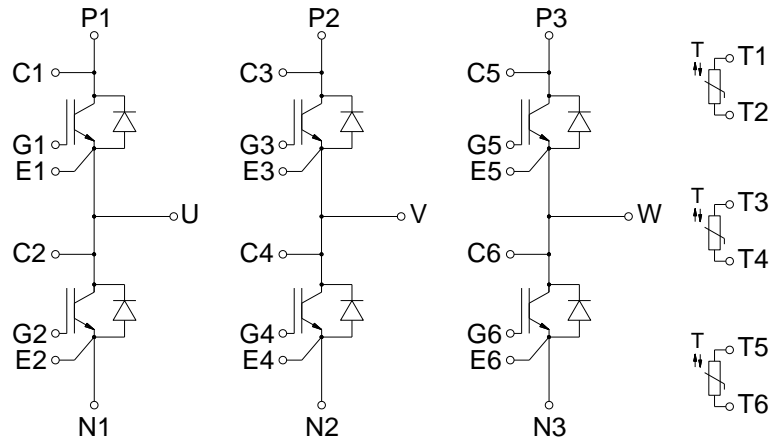 P1 P2 P3
C1 C3 C5 T T1
T2
G1 G3 G5
E1 E3 E5
T T3
U V W
C2 C4 C6 T4
G2 G4 G6
T T5
E2 E4 E6
T6
N1 N2 N3